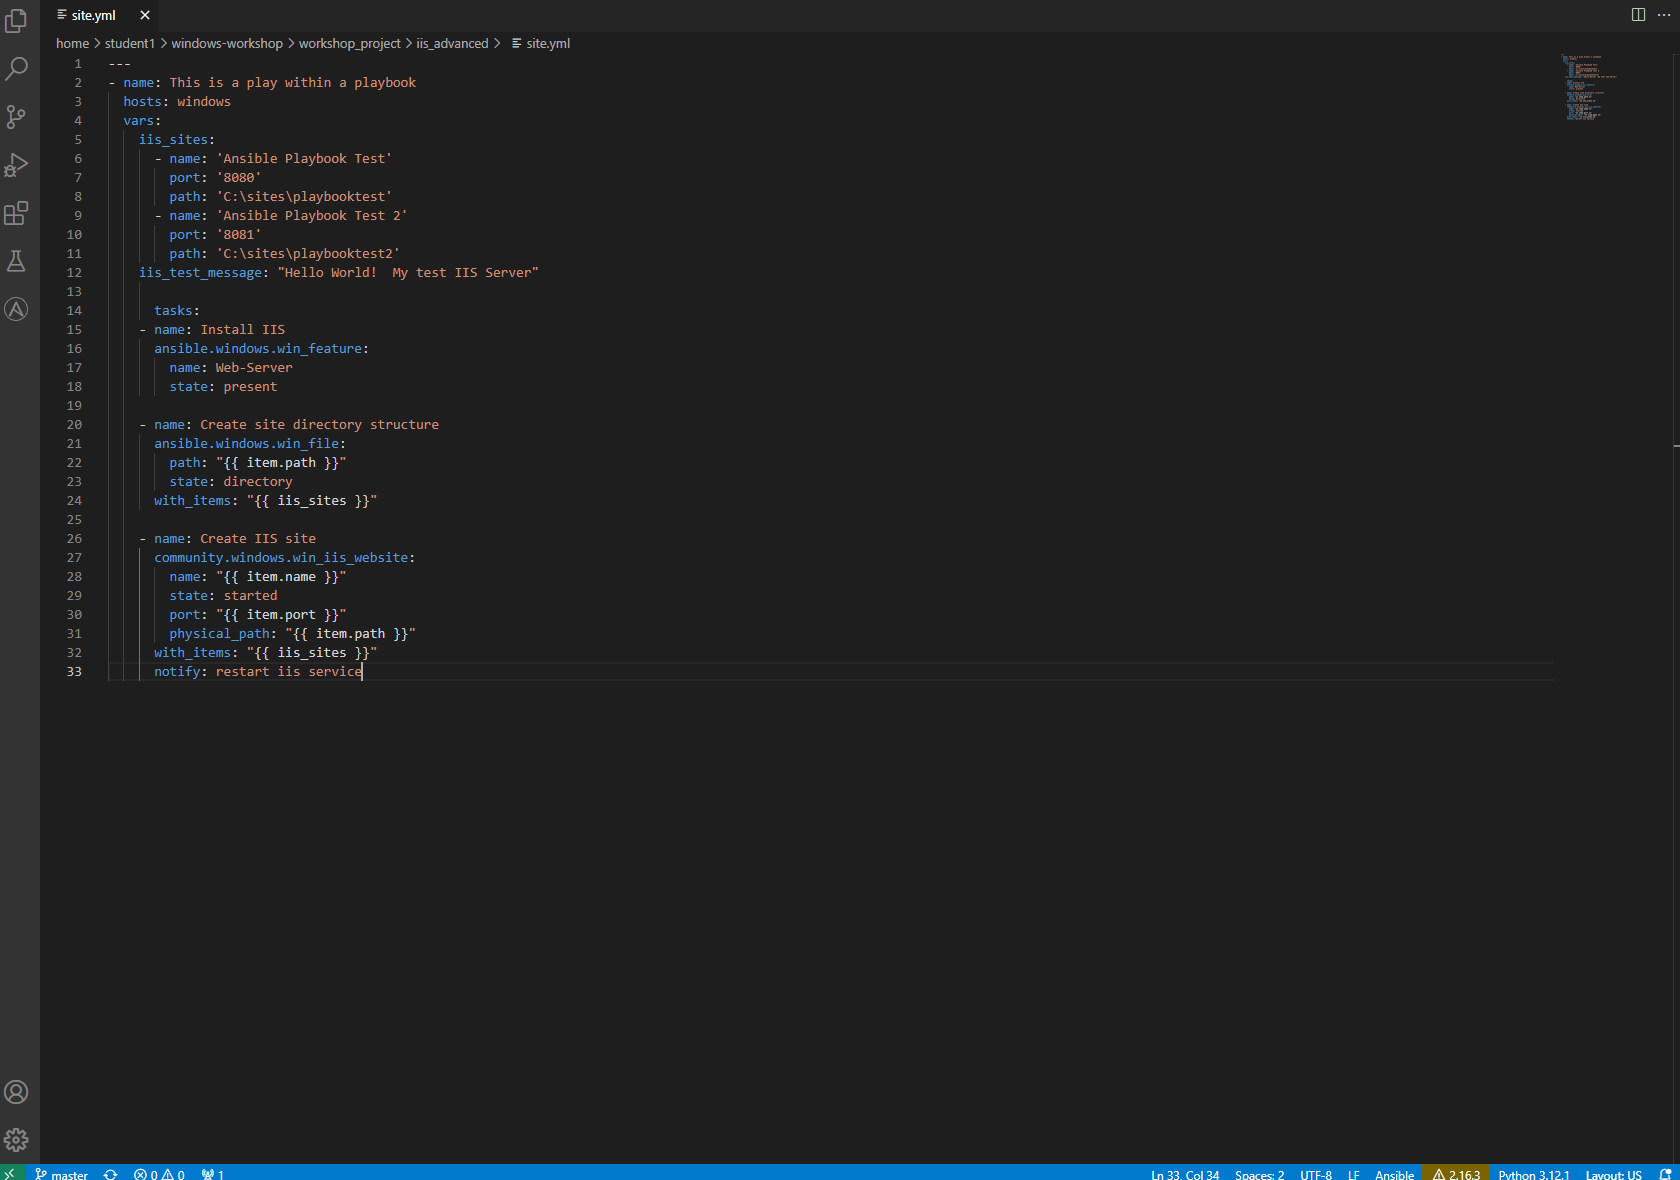 site.yml
home > student1 > windows-workshop > workshop_project > iis_advanced > site.yml
1 ---
2 - name: This is a play within a playbook
3   hosts: windows
4   vars:
5     iis_sites:
6       - name: 'Ansible Playbook Test'
7         port: '8080'
8         path: 'C:\sites\playbooktest'
9       - name: 'Ansible Playbook Test 2'
10         port: '8081'
11         path: 'C:\sites\playbooktest2'
12     iis_test_message: "Hello World!  My test IIS Server"
13
14       tasks:
15     - name: Install IIS
16       ansible.windows.win_feature:
17         name: Web-Server
18         state: present
19
20     - name: Create site directory structure
21       ansible.windows.win_file:
22         path: "{{ item.path }}"
23         state: directory
24       with_items: "{{ iis_sites }}"
25
26     - name: Create IIS site
27       community.windows.win_iis_website:
28         name: "{{ item.name }}"
29         state: started
30         port: "{{ item.port }}"
31         physical_path: "{{ item.path }}"
32       with_items: "{{ iis_sites }}"
33       notify: restart iis service
master 0 0 1 Ln 33, Col 34 Spaces: 2 UTF-8 LF Ansible 2.16.3 Python 3.12.1 Layout: US